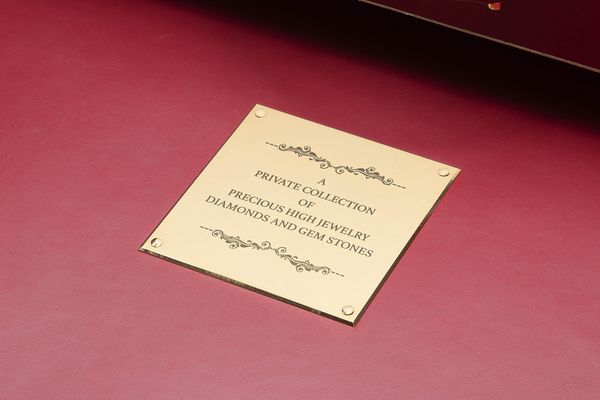 A
PRIVATE COLLECTION
OF
PRECIOUS HIGH JEWELRY
DIAMONDS AND GEM STONES